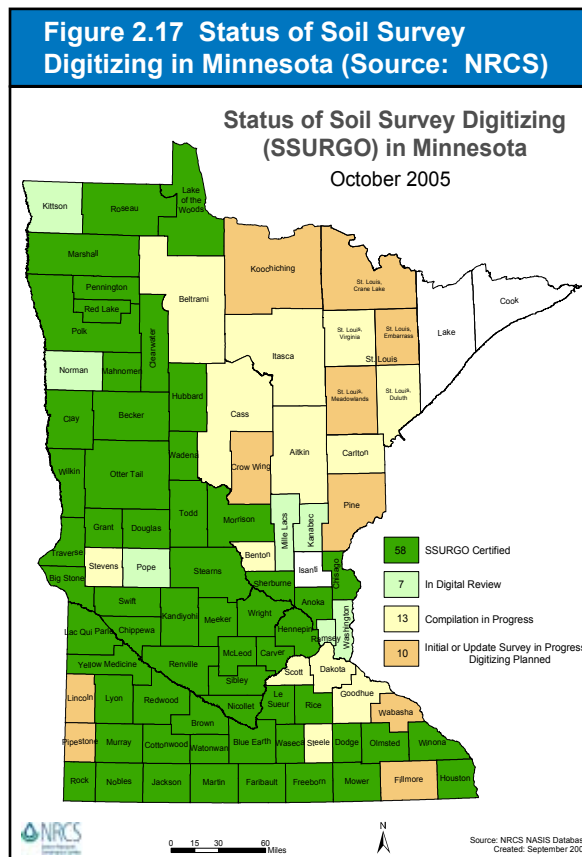 Figure 2.17 Status of Soil Survey
Digitizing in Minnesota (Source: NRCS)
Status of Soil Survey Digitizing
(SSURGO) in Minnesota
October 2005
Kittson
Roseau
Lake
of the
Woods
Marshall
Koochiching
St. Louis,
Crane Lake
Pennington
Red Lake
Beltrami
Cook
Lake
Polk
Clearwater
Itasca
St. Louis,
Virginia
St. Louis,
Embarrass
St. Louis
Norman
Mahnomen
Hubbard
Cass
St. Louis,
Meadowlands
St. Louis,
Duluth
Clay
Becker
Aitkin
Carlton
Wadena
Crow Wing
Wilkin
Otter Tail
Pine
Todd
Morrison
Mille Lacs
Kanabec
Grant
Douglas
Traverse
Stevens
Pope
Benton
Isanti
Chisago
Big Stone
Stearns
Sherburne
Swift
Anoka
Kandiyohi
Meeker
Wright
Hennepin
Ramsey
Washington
Lac Qui Parle
Chippewa
McLeod
Carver
Yellow Medicine
Renville
Scott
Dakota
Sibley
Goodhue
Lincoln
Lyon
Redwood
Nicollet
Le
Sueur
Rice
Wabasha
Brown
Pipestone
Murray
Cottonwood
Watonwan
Blue Earth
Waseca
Steele
Dodge
Olmsted
Winona
Rock
Nobles
Jackson
Martin
Faribault
Freeborn
Mower
Fillmore
Houston
58 SSURGO Certified
7 In Digital Review
13 Compilation in Progress
10 Initial or Update Survey in Progress
Digitizing Planned
NRCS
0 15 30 60
Miles
N
Source: NRCS NASIS Databas
Created: September 200